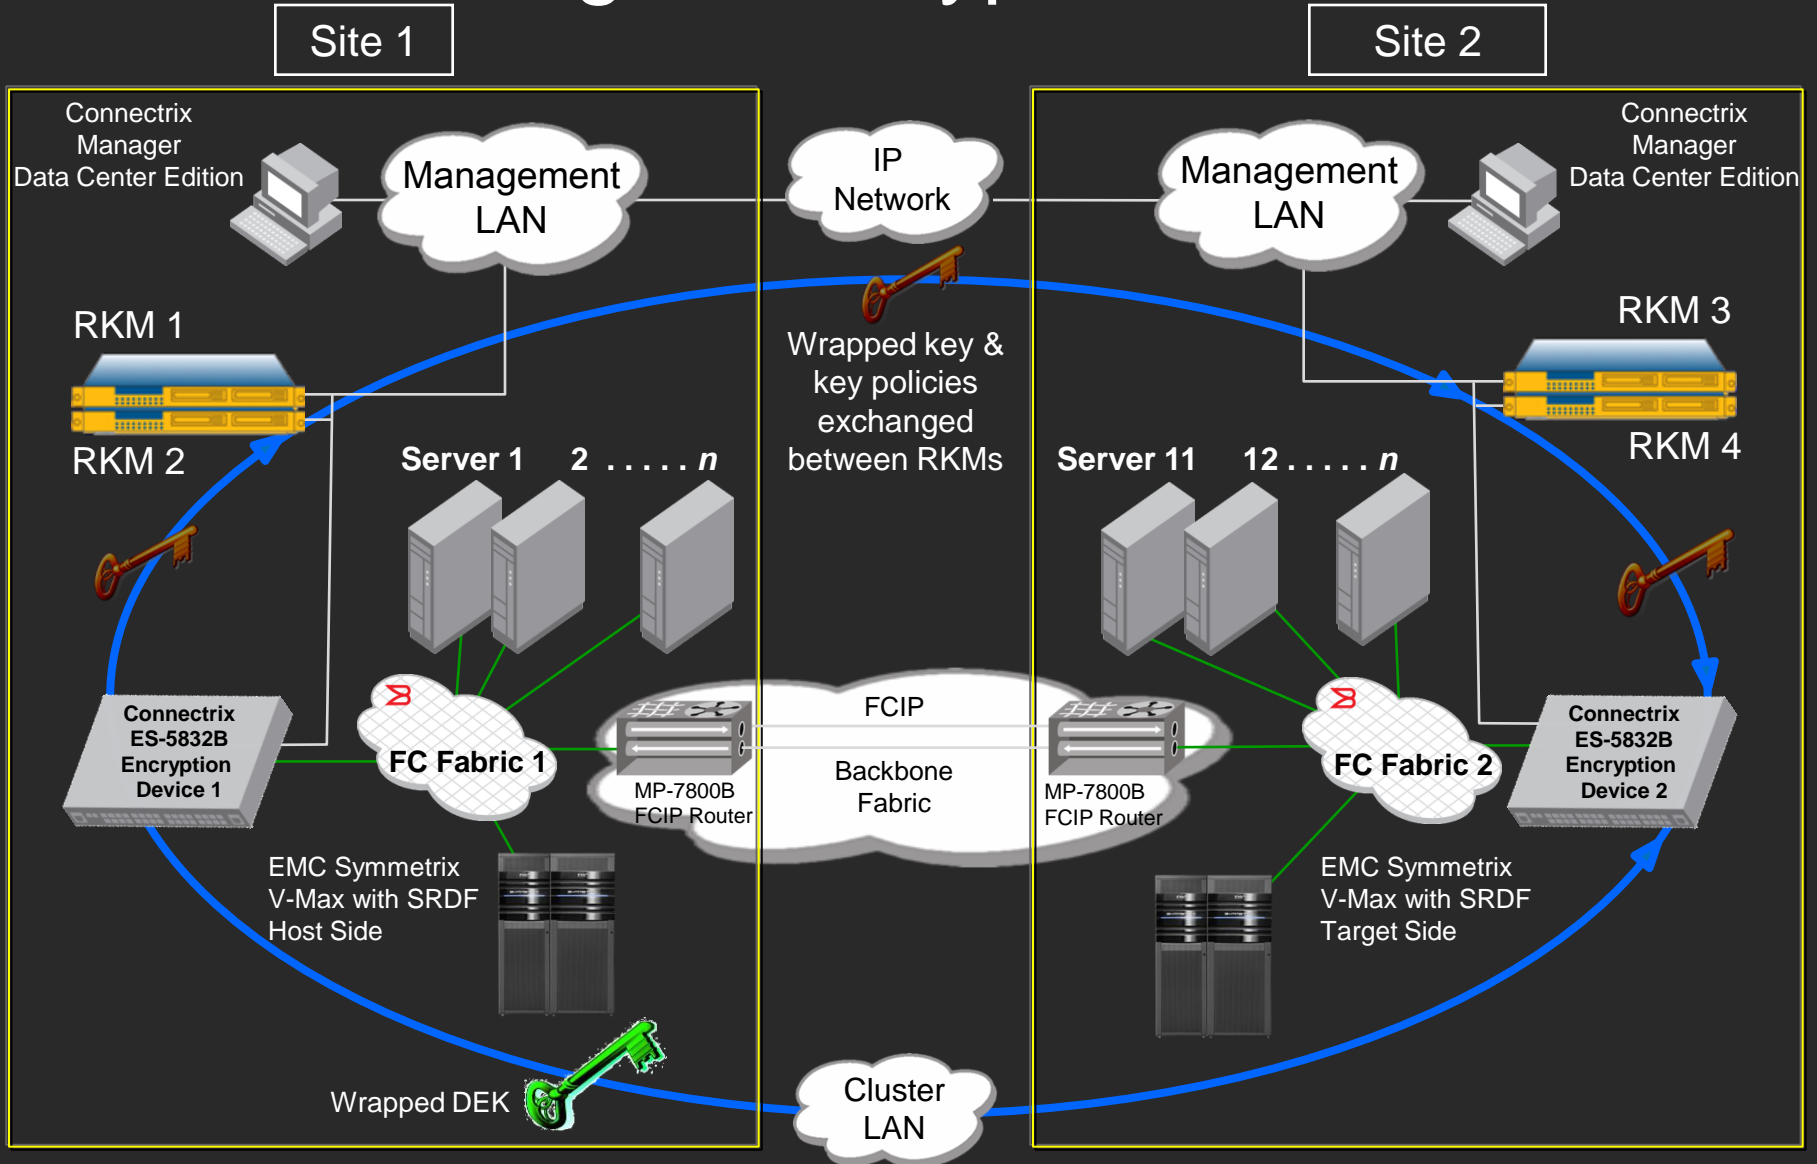 Site 1
Site 2
Connectrix
Manager
Data Center Edition
Management
LAN
IP
Network
Management
LAN
Connectrix
Manager
Data Center Edition
RKM 1
RKM 2
Wrapped key &
key policies
exchanged
between RKMs
RKM 3
RKM 4
Server 1 2 ..... n
Server 11 12 ..... n
Connectrix
ES-5832B
Encryption
Device 1
FC Fabric 1
MP-7800B
FCIP Router
FCIP
Backbone
Fabric
MP-7800B
FCIP Router
FC Fabric 2
Connectrix
ES-5832B
Encryption
Device 2
EMC Symmetrix
V-Max with SRDF
Host Side
EMC Symmetrix
V-Max with SRDF
Target Side
Wrapped DEK
Cluster
LAN